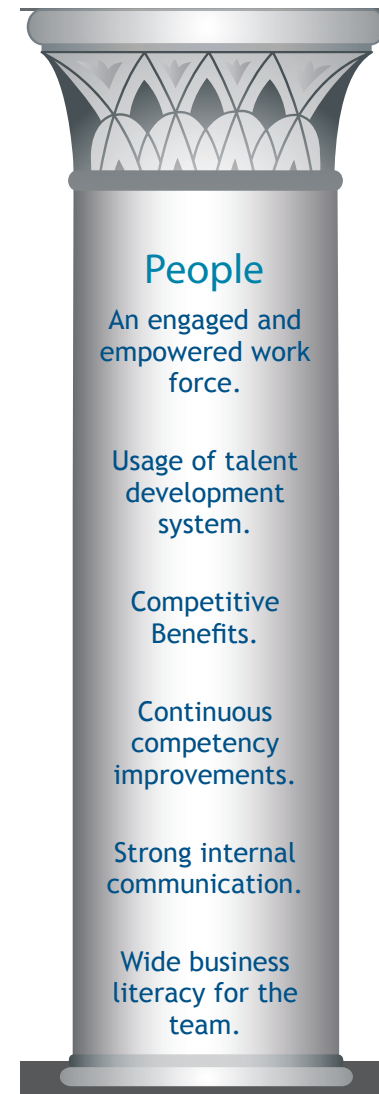 People
An engaged and
empowered work
force.
Usage of talent
development
system.
Competitive
Benefits.
Continuous
competency
improvements.
Strong internal
communication.
Wide business
literacy for the
team.